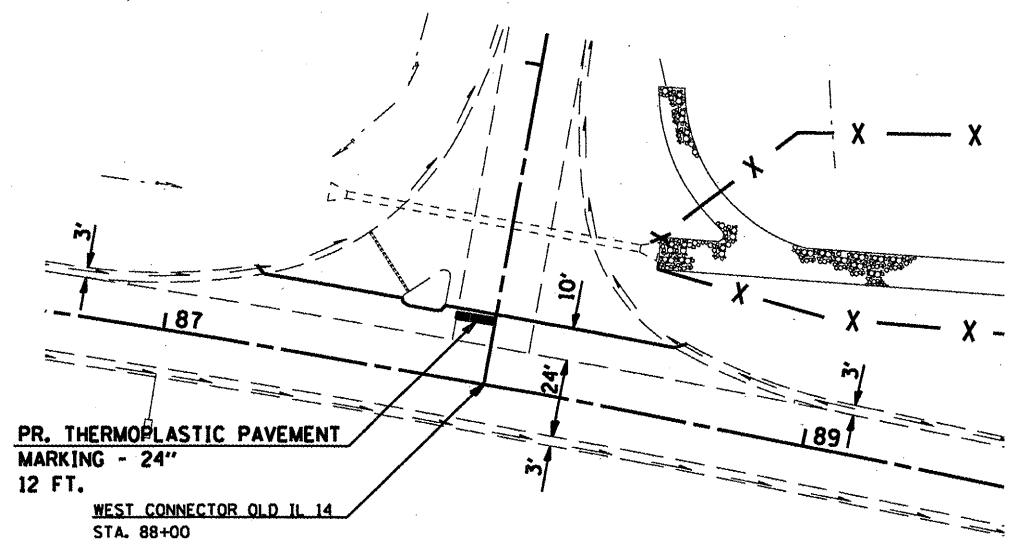 X X
X
X
3'
10'
X
X
X
87
24'
3'
89
3'
PR. THERMOPLASTIC PAVEMENT
MARKING - 24"
12 FT.
WEST CONNECTOR OLD IL 14
STA. 88+00